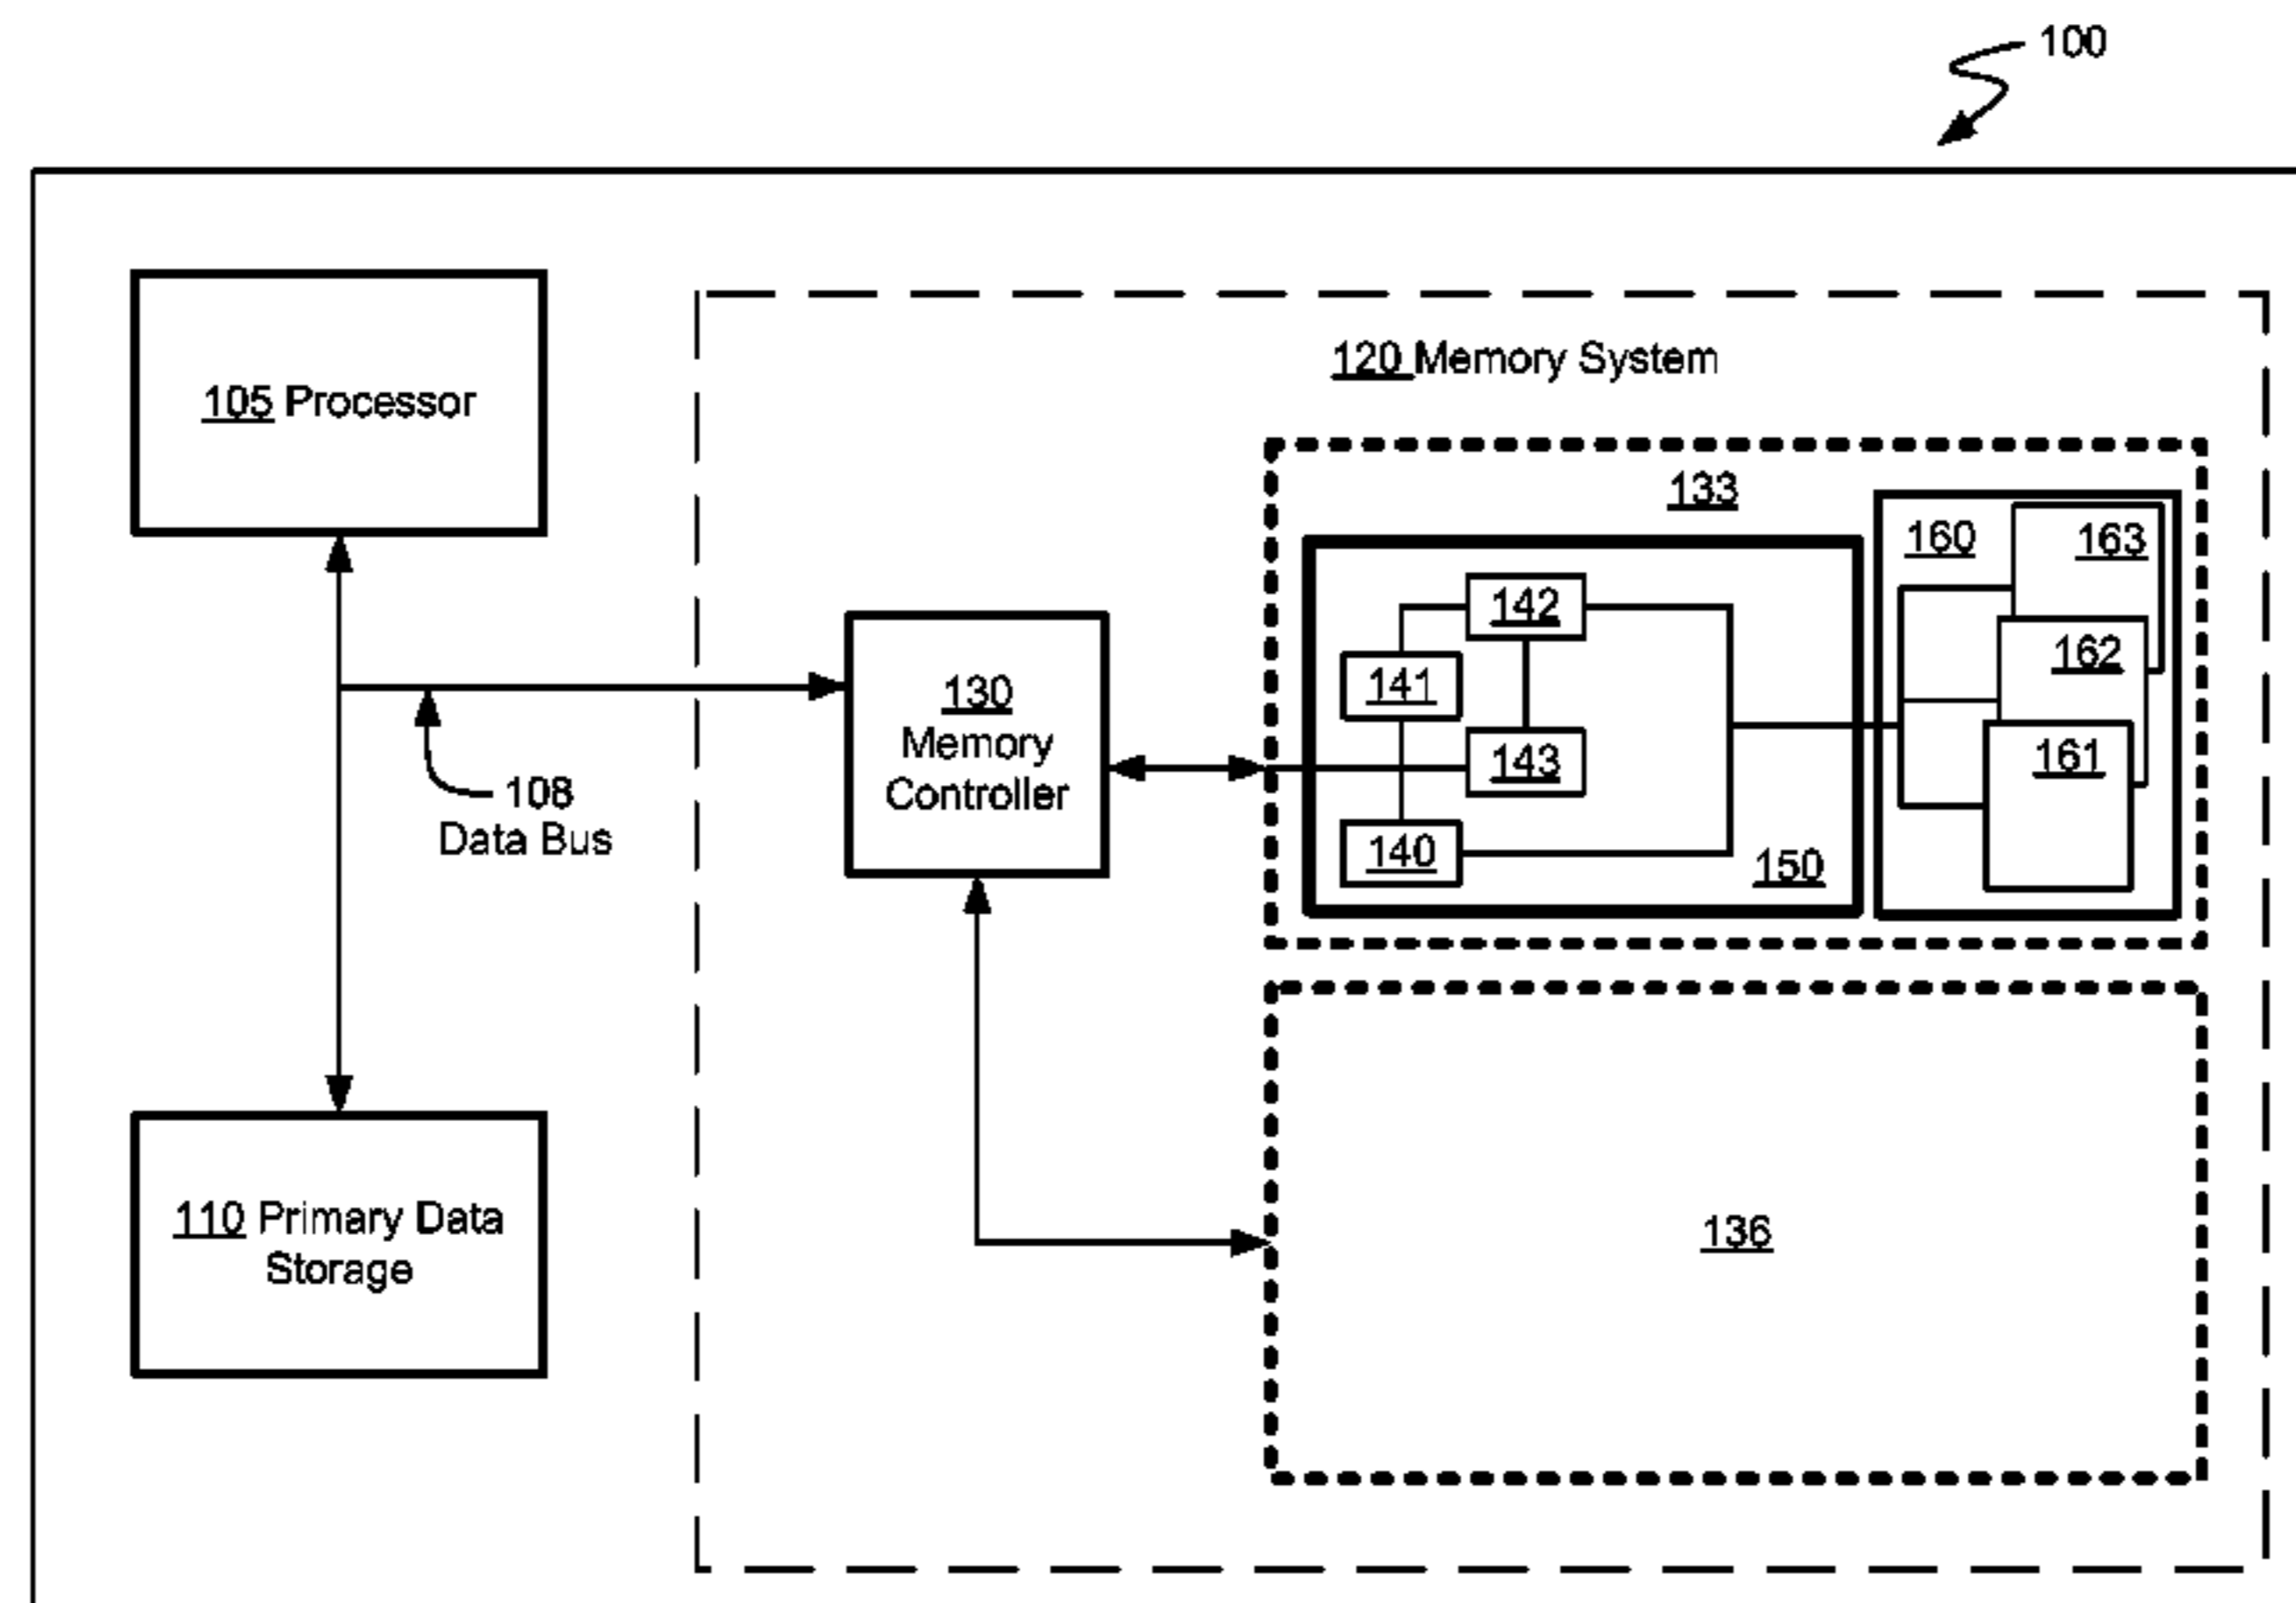 100
105 Processor
120 Memory System
133
160
163
142
162
141
130
Memory
Controller
143
161
108
Data Bus
140
150
110 Primary Data
Storage
136